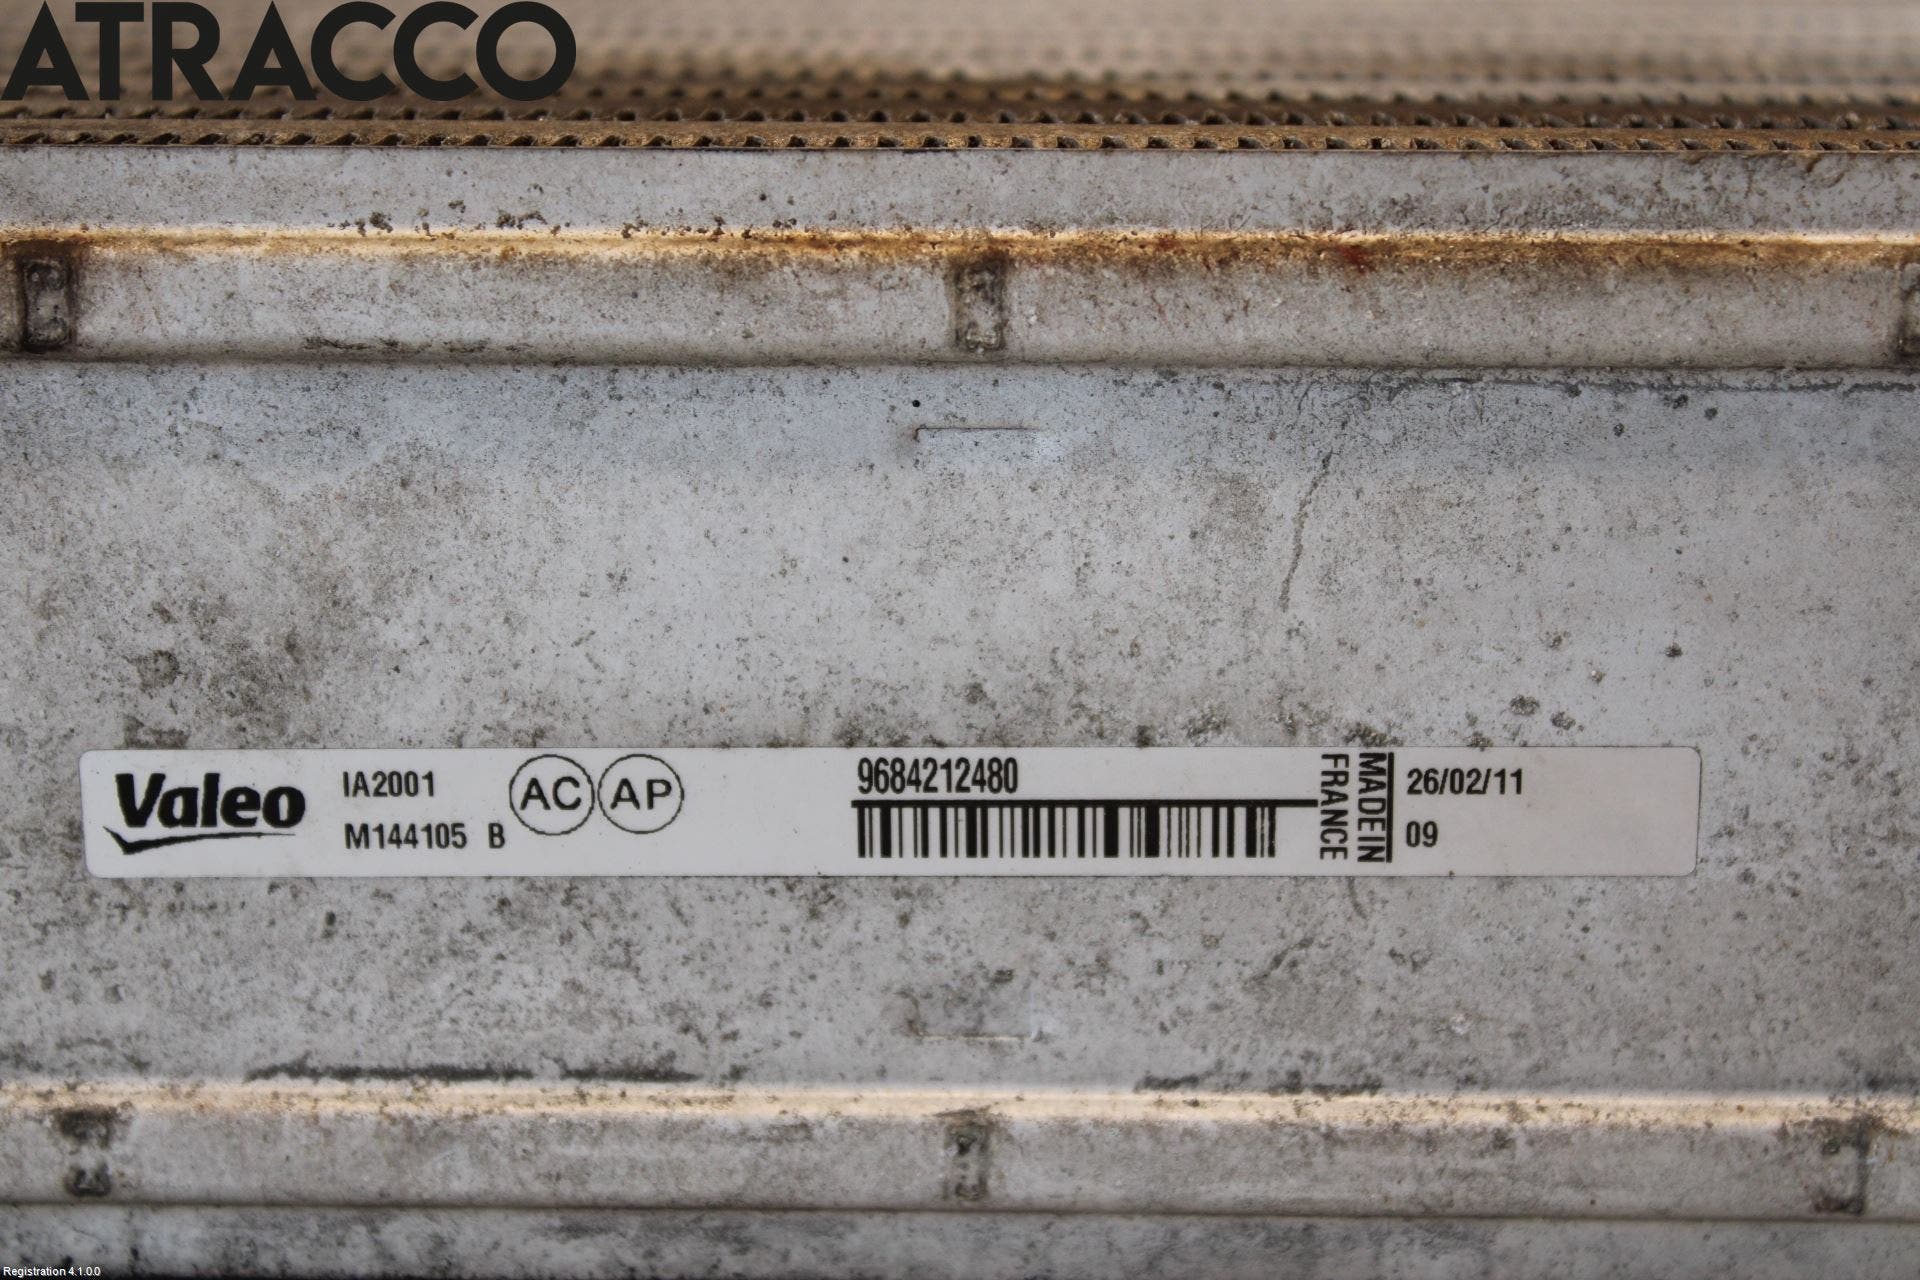 ATRACCO
Valeo
IA2001
M144105 B
AC AP
9684212480
MADE IN
FRANCE
26/02/11
09
Registration 4.1.0.0